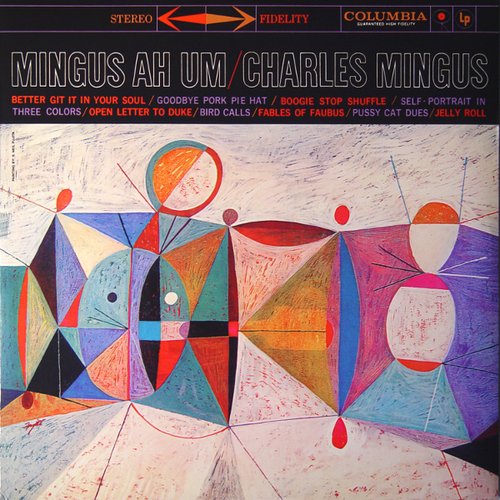 STEREO FIDELITY
COLUMBIA
GUARANTEED HIGH FIDELITY
Lp
MINGUS AH UM/CHARLES MINGUS
BETTER GIT IT IN YOUR SOUL / GOODBYE PORK PIE HAT / BOOGIE STOP SHUFFLE / SELF-PORTRAIT IN
THREE COLORS/OPEN LETTER TO DUKE/BIRD CALLS/FABLES OF FAUBUS/PUSSY CAT DUES/JELLY ROLL